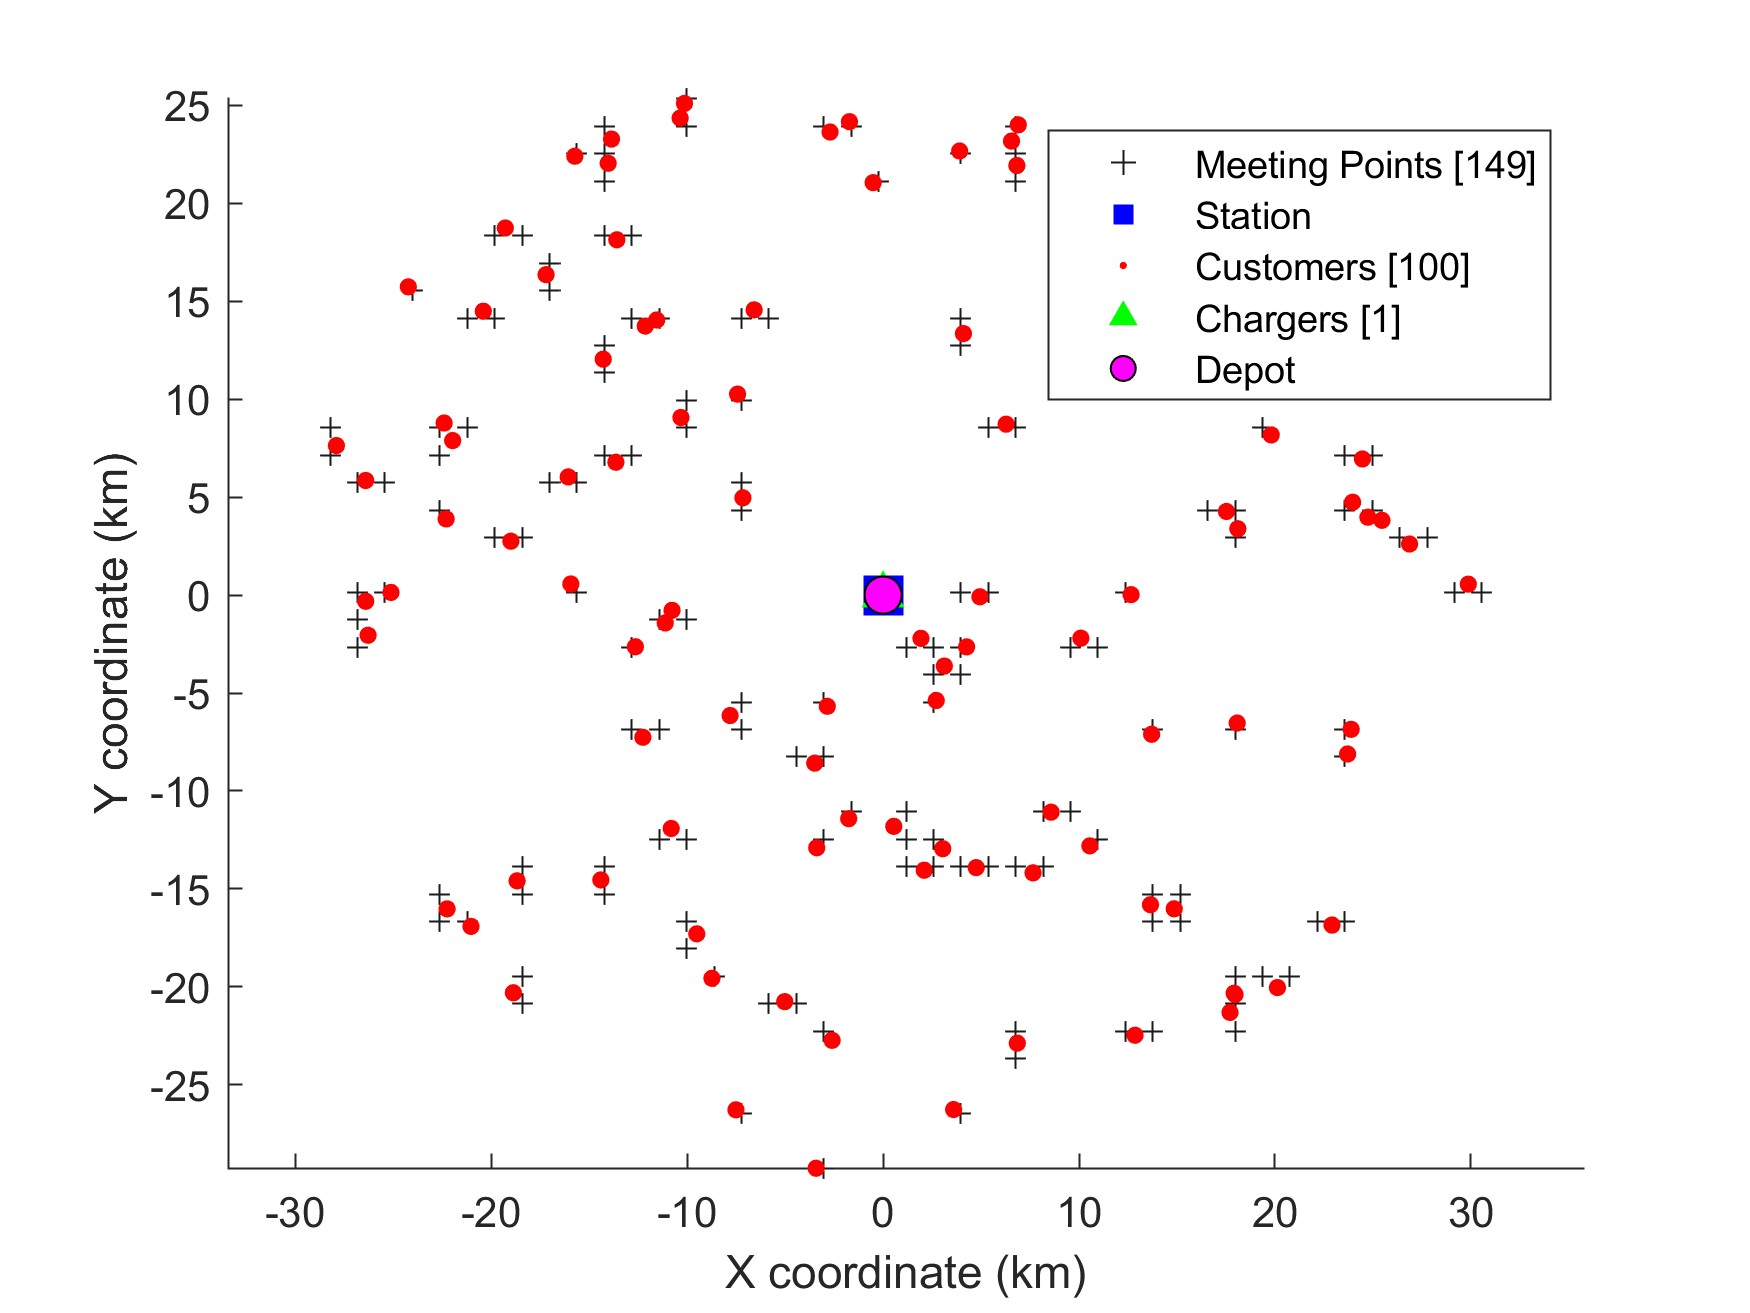 25
20
15
10
5
0
-5
-10
-15
-20
-25
Y coordinate (km)
Meeting Points [149]
Station
Customers [100]
Chargers [1]
Depot
-30 -20 -10 0 10 20 30
X coordinate (km)